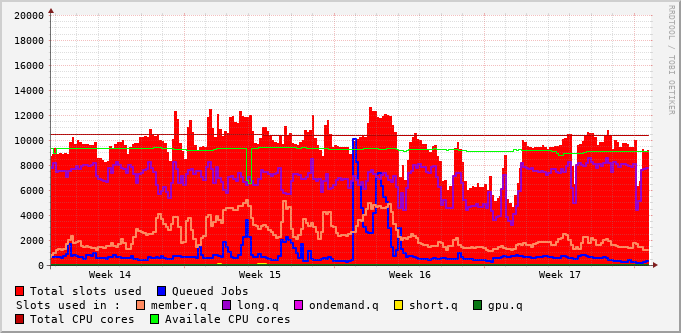 20000
18000
16000
14000
12000
10000
8000
6000
4000
2000
0
Week 14 Week 15 Week 16 Week 17
RRDTOOL / TOBI OETIKER
Total slots used Queued Jobs
Slots used in : member.q long.q ondemand.q short.q gpu.q
Total CPU cores Availale CPU cores